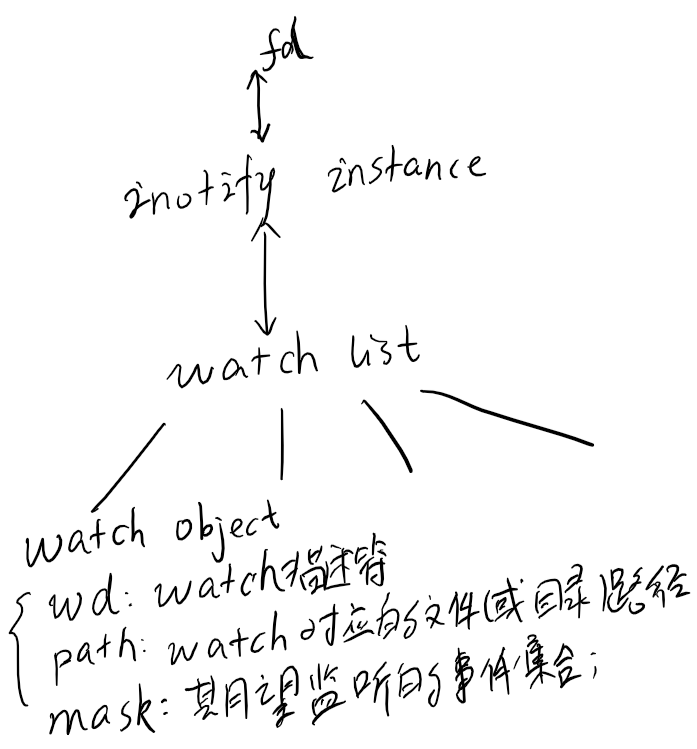 fd
inotify instance
watch list
watch object
wd: watch描述符
path: watch对应的文件(或目录)路径
mask: 期望监听的事件集合;